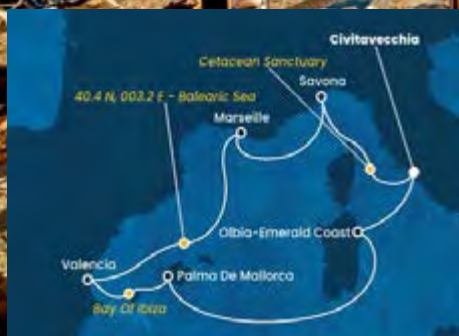 Civitavecchia
Cetacean Sanctuary
Savona
40.4 N, 003.2 E - Balearic Sea
Marseille
Olbia-Emerald Coast
Valencia
Palma De Mallorca
Bay Of Ibiza